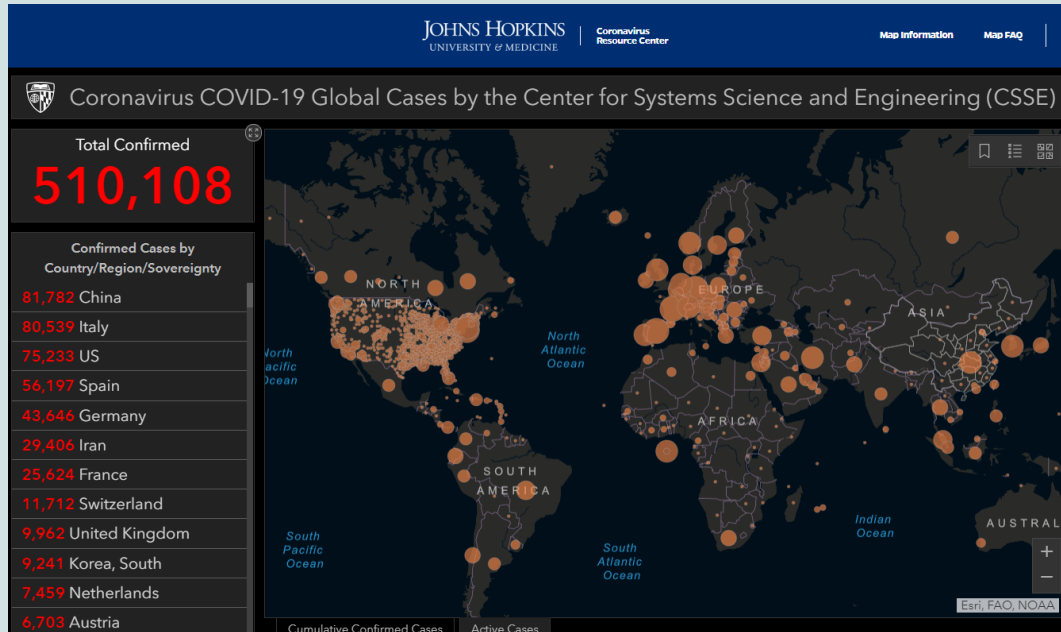 JOHNS HOPKINS
UNIVERSITY & MEDICINE
Coronavirus
Resource Center
Map Information
Map FAQ
Coronavirus COVID-19 Global Cases by the Center for Systems Science and Engineering (CSSE)
Total Confirmed
510,108
Confirmed Cases by
Country/Region/Sovereignty
81,782 China
80,539 Italy
75,233 US
56,197 Spain
43,646 Germany
29,406 Iran
25,624 France
11,712 Switzerland
9,962 United Kingdom
9,241 Korea, South
7,459 Netherlands
6,703 Austria
NORTH
AMERICA
EUROPE
ASIA
North
Atlantic
Ocean
North
acific
Ocean
AFRICA
SOUTH
AMERICA
South
Pacific
Ocean
South
Atlantic
Ocean
Indian
Ocean
AUSTRAL
+
−
Esri, FAO, NOAA
Cumulative Confirmed Cases
Active Cases